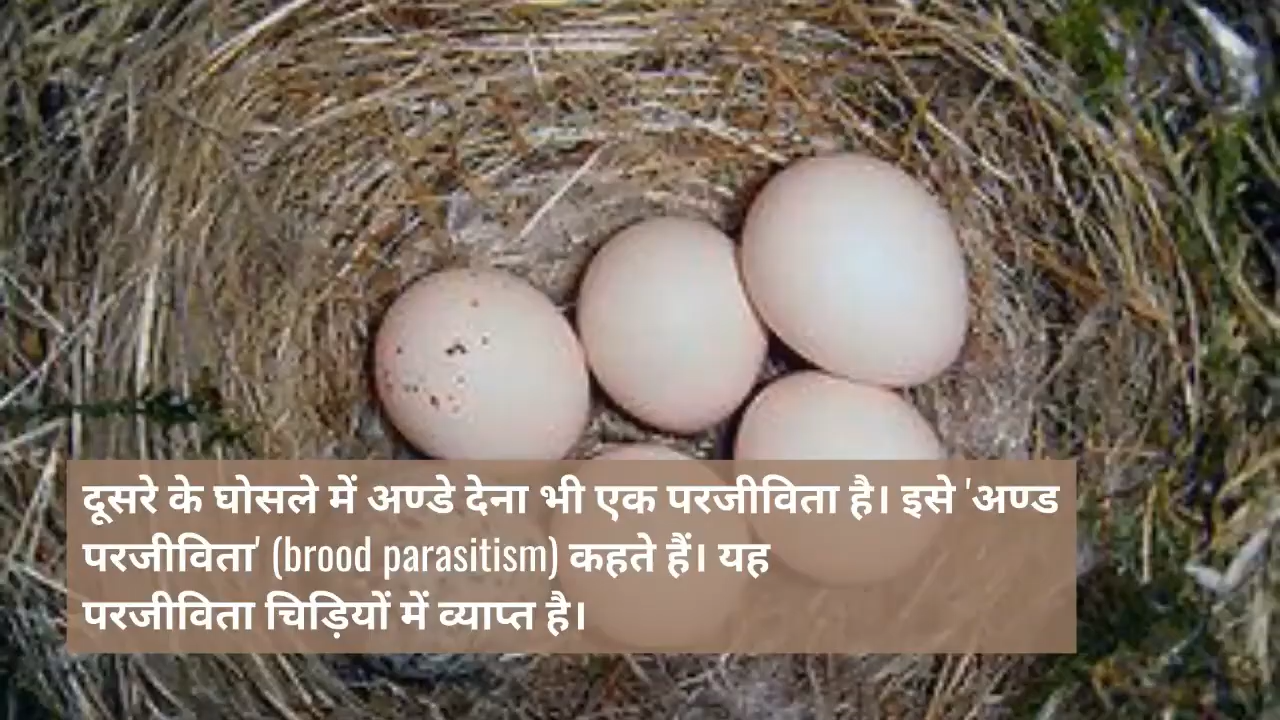 दूसरे के घोसले में अण्डे देना भी एक परजीविता है। इसे 'अण्ड
परजीविता' (brood parasitism) कहते हैं। यह
परजीविता चिड़ियों में व्याप्त है।